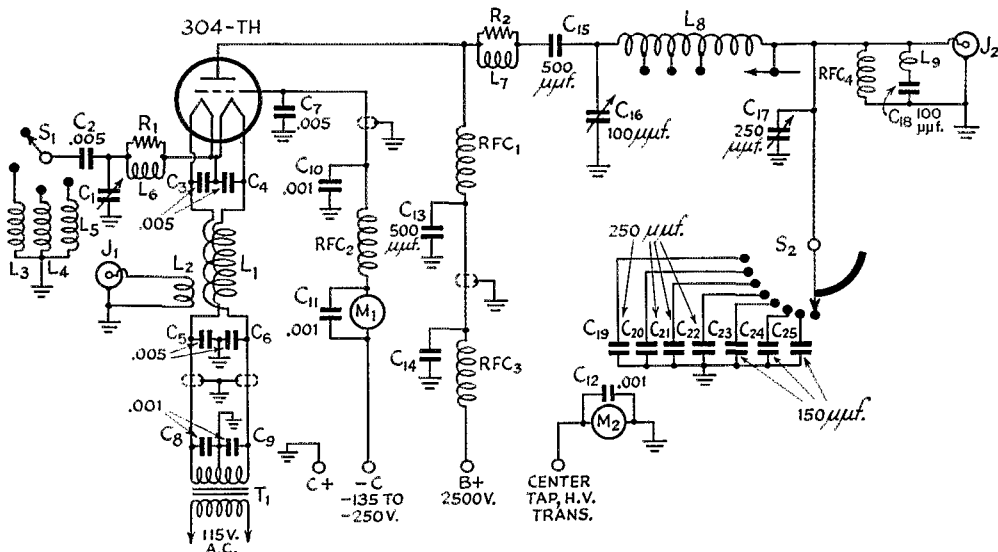 304-TH
R2
L7
C15
500
μμf.
L8
J2
L9
RFC4
C18
100
μμf.
C16
100μμf.
C17
250
μμf.
S1
C2
.005
R1
L6
C1
C3
C4
.005
C7
.005
C10
.001
RFC1
RFC2
C13
500
μμf.
L3
L4
L5
J1
L2
L1
C11
.001
M1
C5
C6
.005
C14
RFC3
250 μμf.
S2
C19
C20
C21
C22
C23
C24
C25
150μμf.
C12
.001
M2
.001
C8
C9
T1
115V.
A.C.
C+
-C
-135 TO
-250V.
B+
2500V.
CENTER
TAP, H.V.
TRANS.